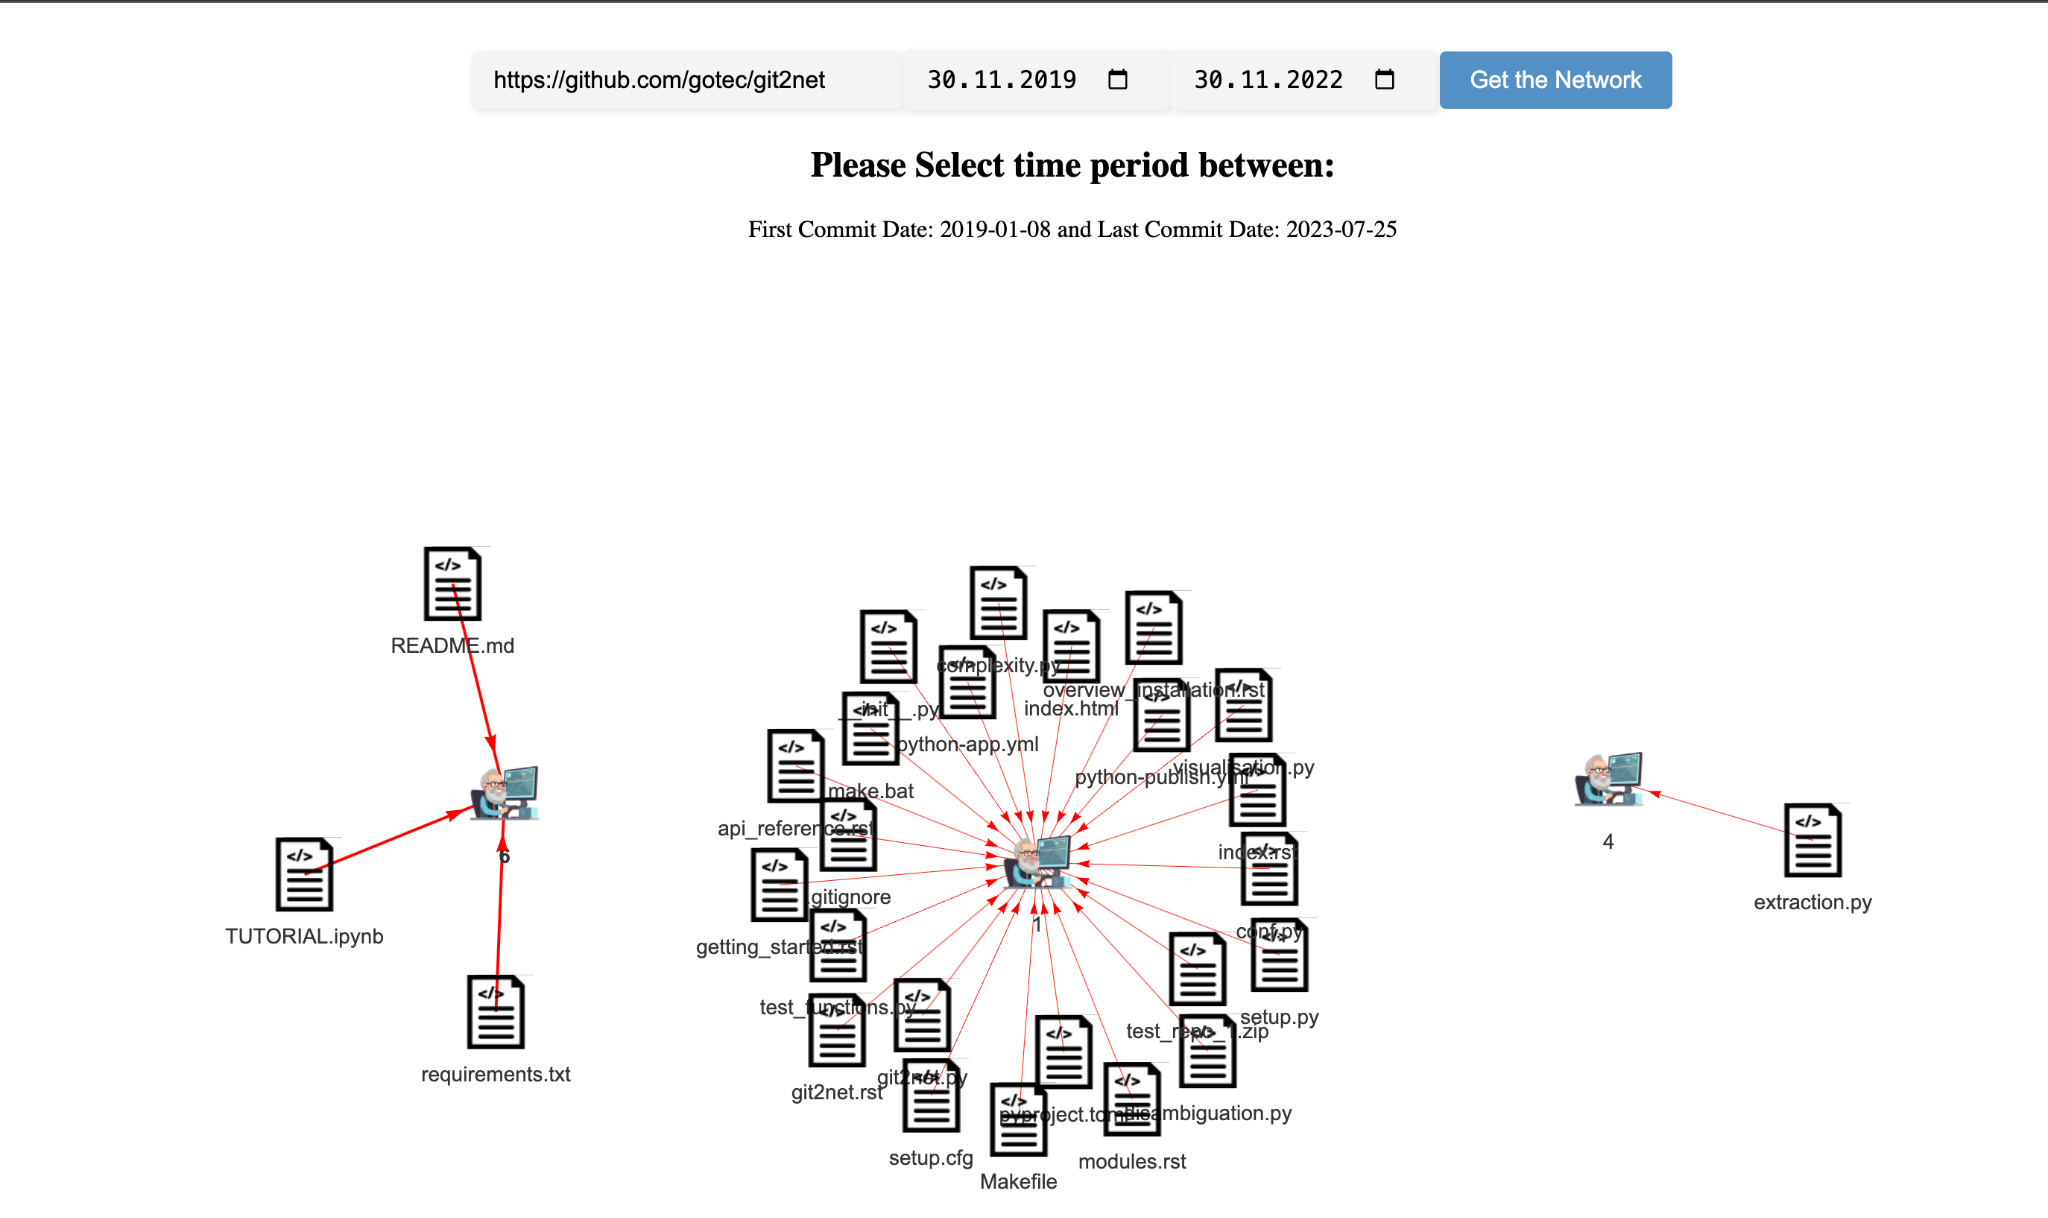 https://github.com/gotec/git2net 30.11.2019 30.11.2022 Get the Network
Please Select time period between:
First Commit Date: 2019-01-08 and Last Commit Date: 2023-07-25
README.md
complexity.py
overview_installation.rst
__init__.py
index.html
python-app.yml
visualisation.py
python-publish.yml
make.bat
api_reference.rst
4
index.rst
6
.gitignore
extraction.py
1
conf.py
TUTORIAL.ipynb
getting_started.rst
test_functions.py
setup.py
test_repo_1.zip
requirements.txt
git2net.py
git2net.rst
pyproject.toml
disambiguation.py
setup.cfg
modules.rst
Makefile